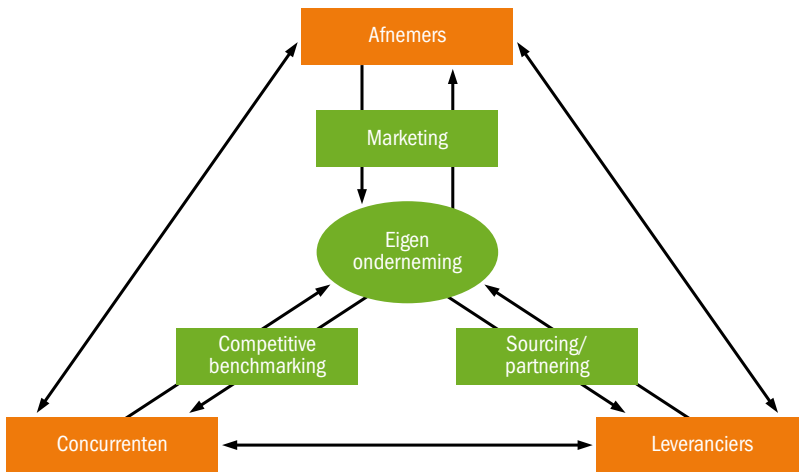 Afnemers
Marketing
Eigen
onderneming
Competitive
benchmarking
Sourcing/
partnering
Concurrenten
Leveranciers